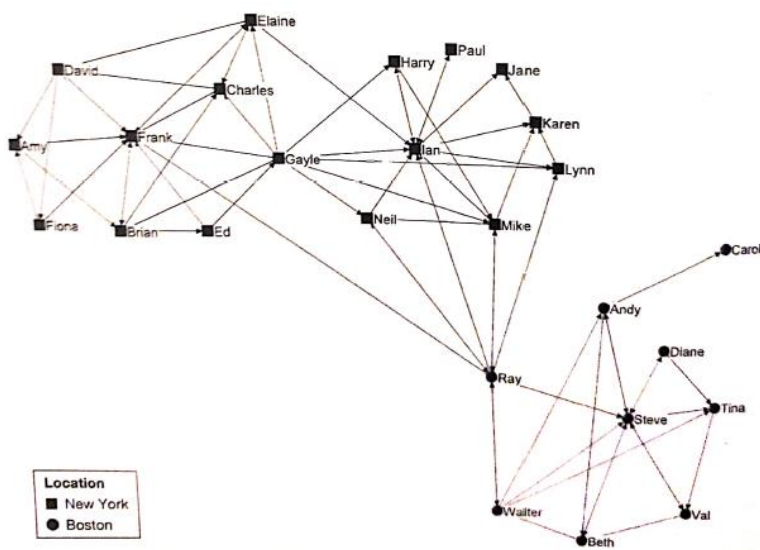 Elaine
Paul
Harry
David
Jane
Charles
Karen
Frank
Amy
Ian
Gayle
Lynn
Neil
Fiona
Brian
Ed
Mike
Carol
Andy
Diane
Ray
Tina
Steve
Location
New York
Boston
Walter
Val
Beth